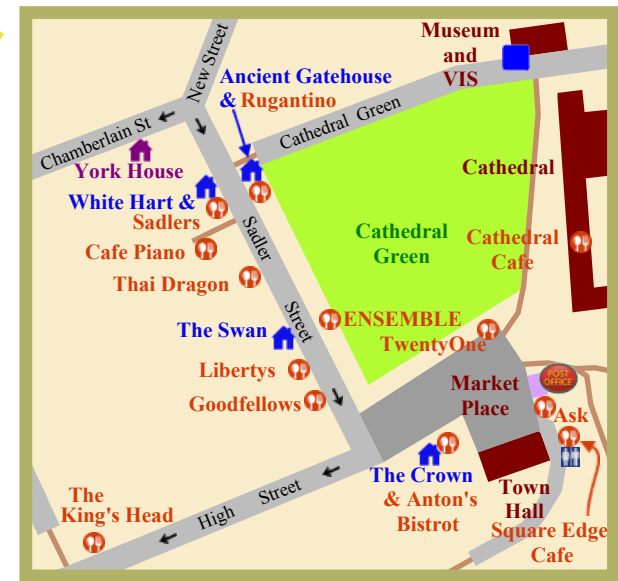 Museum
and
VIS
New Street
Ancient Gatehouse
& Rugantino
Chamberlain St
Cathedral Green
York House
Cathedral
White Hart &
Sadlers
Sadler
Street
Cathedral
Green
Cathedral
Cafe
Cafe Piano
Thai Dragon
ENSEMBLE
The Swan
TwentyOne
Libertys
Goodfellows
Market
Place
POST
OFFICE
Ask
The Crown
& Anton's
Bistrot
Town
Hall
Square Edge
Cafe
High Street
The
King's Head